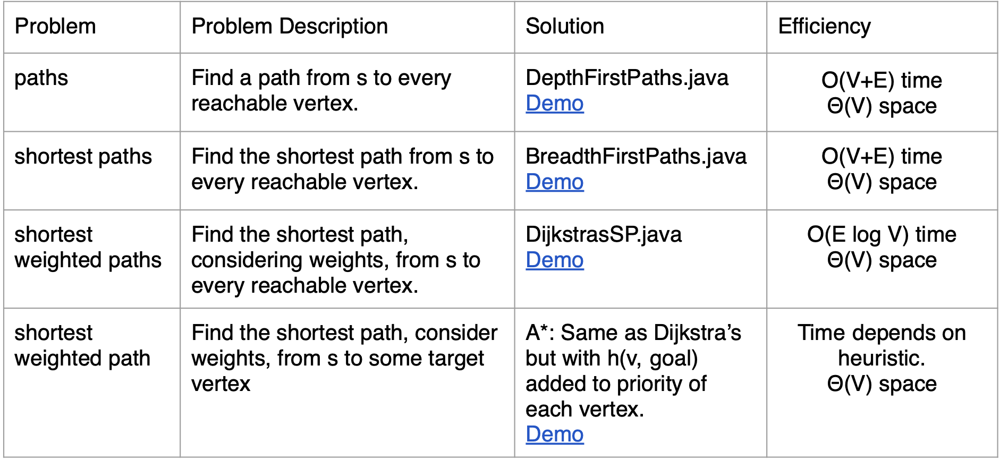 Problem
Problem Description
Solution
Efficiency
paths
Find a path from s to every
reachable vertex.
DepthFirstPaths.java
Demo
O(V+E) time
Θ(V) space
shortest paths
Find the shortest path from s to
every reachable vertex.
BreadthFirstPaths.java
Demo
O(V+E) time
Θ(V) space
shortest
weighted paths
Find the shortest path,
considering weights, from s to
every reachable vertex.
DijkstrasSP.java
Demo
O(E log V) time
Θ(V) space
shortest
weighted path
Find the shortest path, consider
weights, from s to some target
vertex
A*: Same as Dijkstra’s
but with h(v, goal)
added to priority of
each vertex.
Demo
Time depends on
heuristic.
Θ(V) space